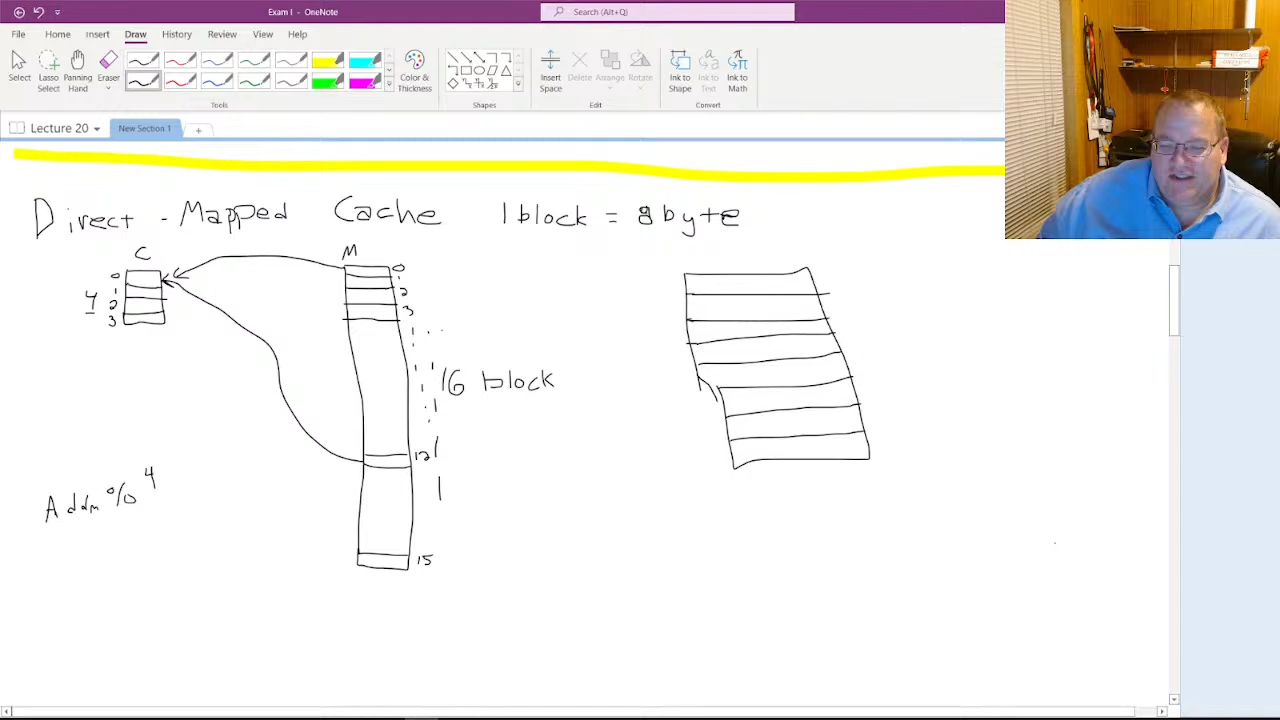 Exam I - OneNote
Search (Alt+Q)
File Home Insert Draw History Review View Help
Select
Lasso Select
Panning Hand
Eraser
Color & Thickness
Shapes
Insert Space
Delete
Arrange
Rotate
Ink to Shape
Ink to Text
Ink to Math
Tools
Shapes
Edit
Convert
Lecture 20
New Section 1
+
Direct - Mapped Cache 1 block = 8 byte
C
M
0
1
2
3
4
0
2
3
16 block
12
15
Addr % 4